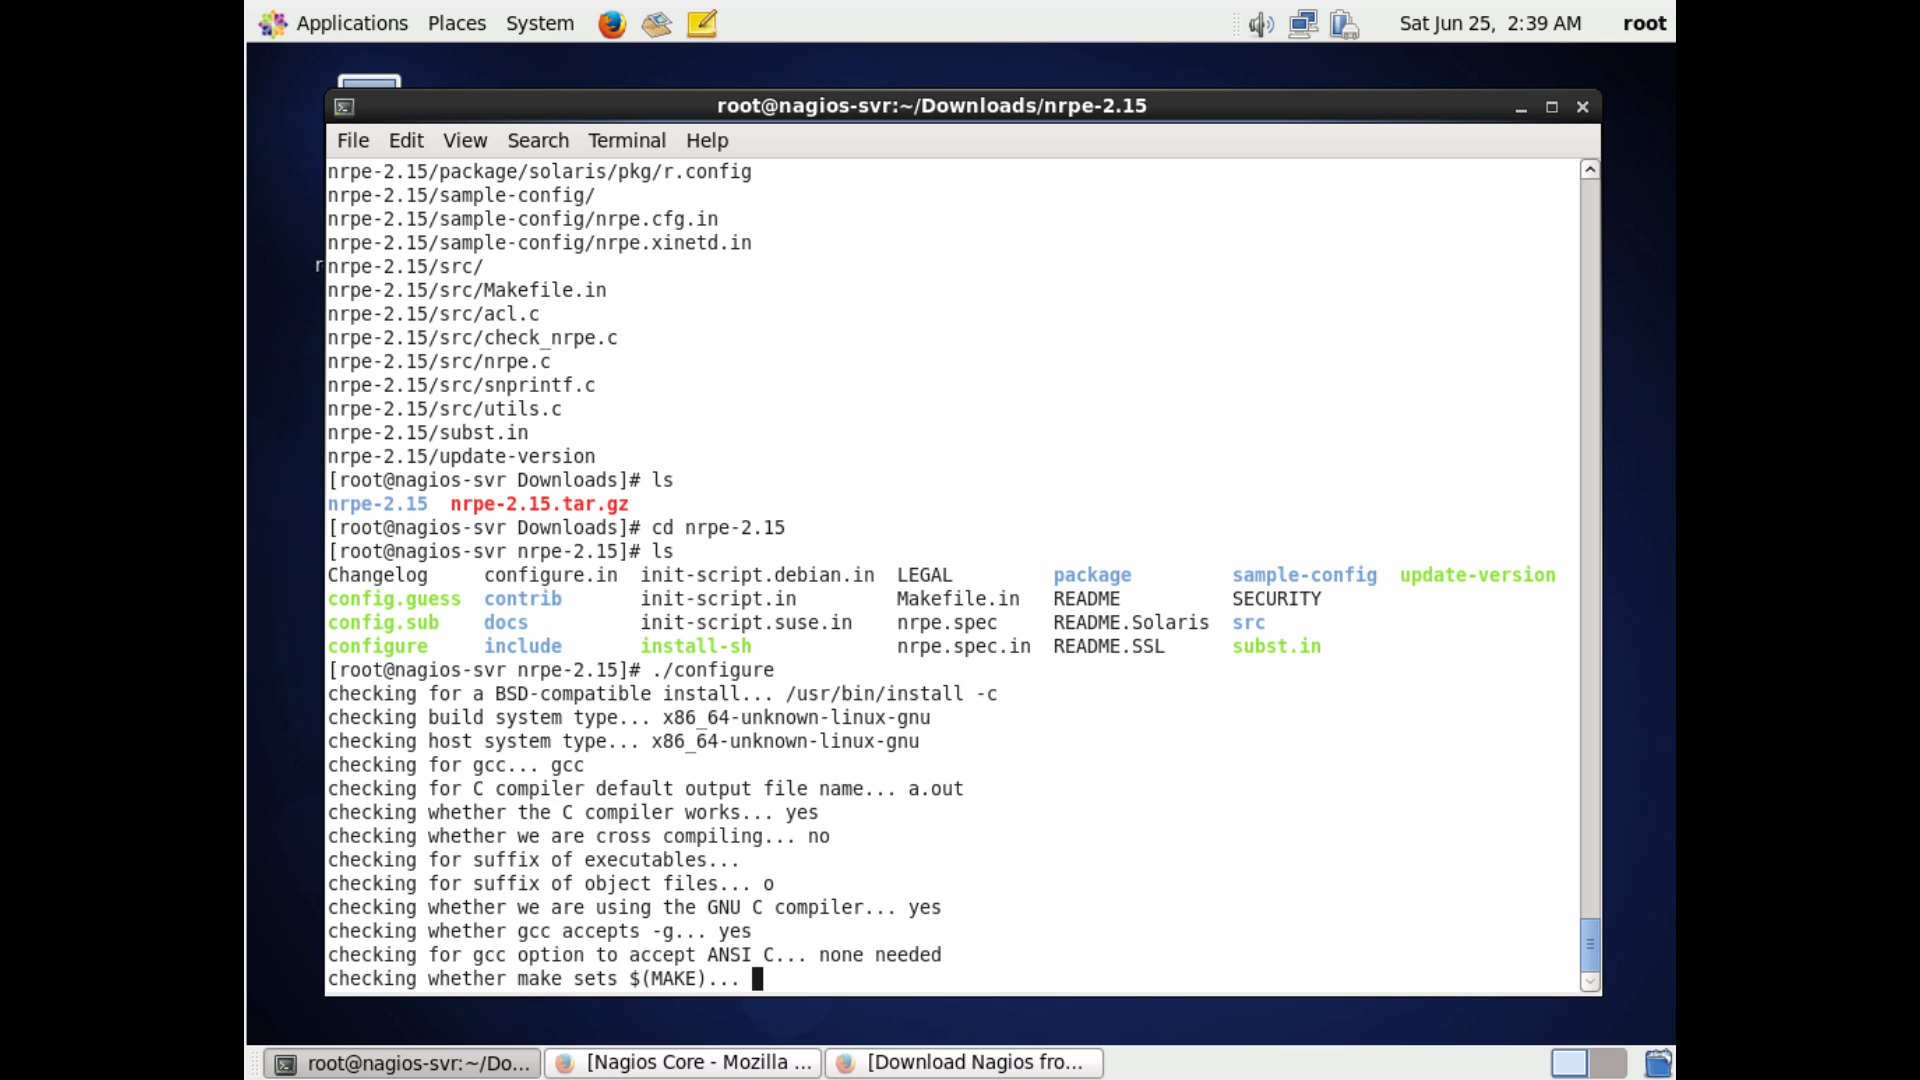 Applications Places System Sat Jun 25, 2:39 AM root
root@nagios-svr:~/Downloads/nrpe-2.15
File Edit View Search Terminal Help
nrpe-2.15/package/solaris/pkg/r.config
nrpe-2.15/sample-config/
nrpe-2.15/sample-config/nrpe.cfg.in
nrpe-2.15/sample-config/nrpe.xinetd.in
nrpe-2.15/src/
nrpe-2.15/src/Makefile.in
nrpe-2.15/src/acl.c
nrpe-2.15/src/check_nrpe.c
nrpe-2.15/src/nrpe.c
nrpe-2.15/src/snprintf.c
nrpe-2.15/src/utils.c
nrpe-2.15/subst.in
nrpe-2.15/update-version
[root@nagios-svr Downloads]# ls
nrpe-2.15 nrpe-2.15.tar.gz
[root@nagios-svr Downloads]# cd nrpe-2.15
[root@nagios-svr nrpe-2.15]# ls
Changelog configure.in init-script.debian.in LEGAL package sample-config update-version
config.guess contrib init-script.in Makefile.in README SECURITY
config.sub docs init-script.suse.in nrpe.spec README.Solaris src
configure include install-sh nrpe.spec.in README.SSL subst.in
[root@nagios-svr nrpe-2.15]# ./configure
checking for a BSD-compatible install... /usr/bin/install -c
checking build system type... x86_64-unknown-linux-gnu
checking host system type... x86_64-unknown-linux-gnu
checking for gcc... gcc
checking for C compiler default output file name... a.out
checking whether the C compiler works... yes
checking whether we are cross compiling... no
checking for suffix of executables...
checking for suffix of object files... o
checking whether we are using the GNU C compiler... yes
checking whether gcc accepts -g... yes
checking for gcc option to accept ANSI C... none needed
checking whether make sets $(MAKE)...
root@nagios-svr:~/Do... [Nagios Core - Mozilla ... [Download Nagios fro...